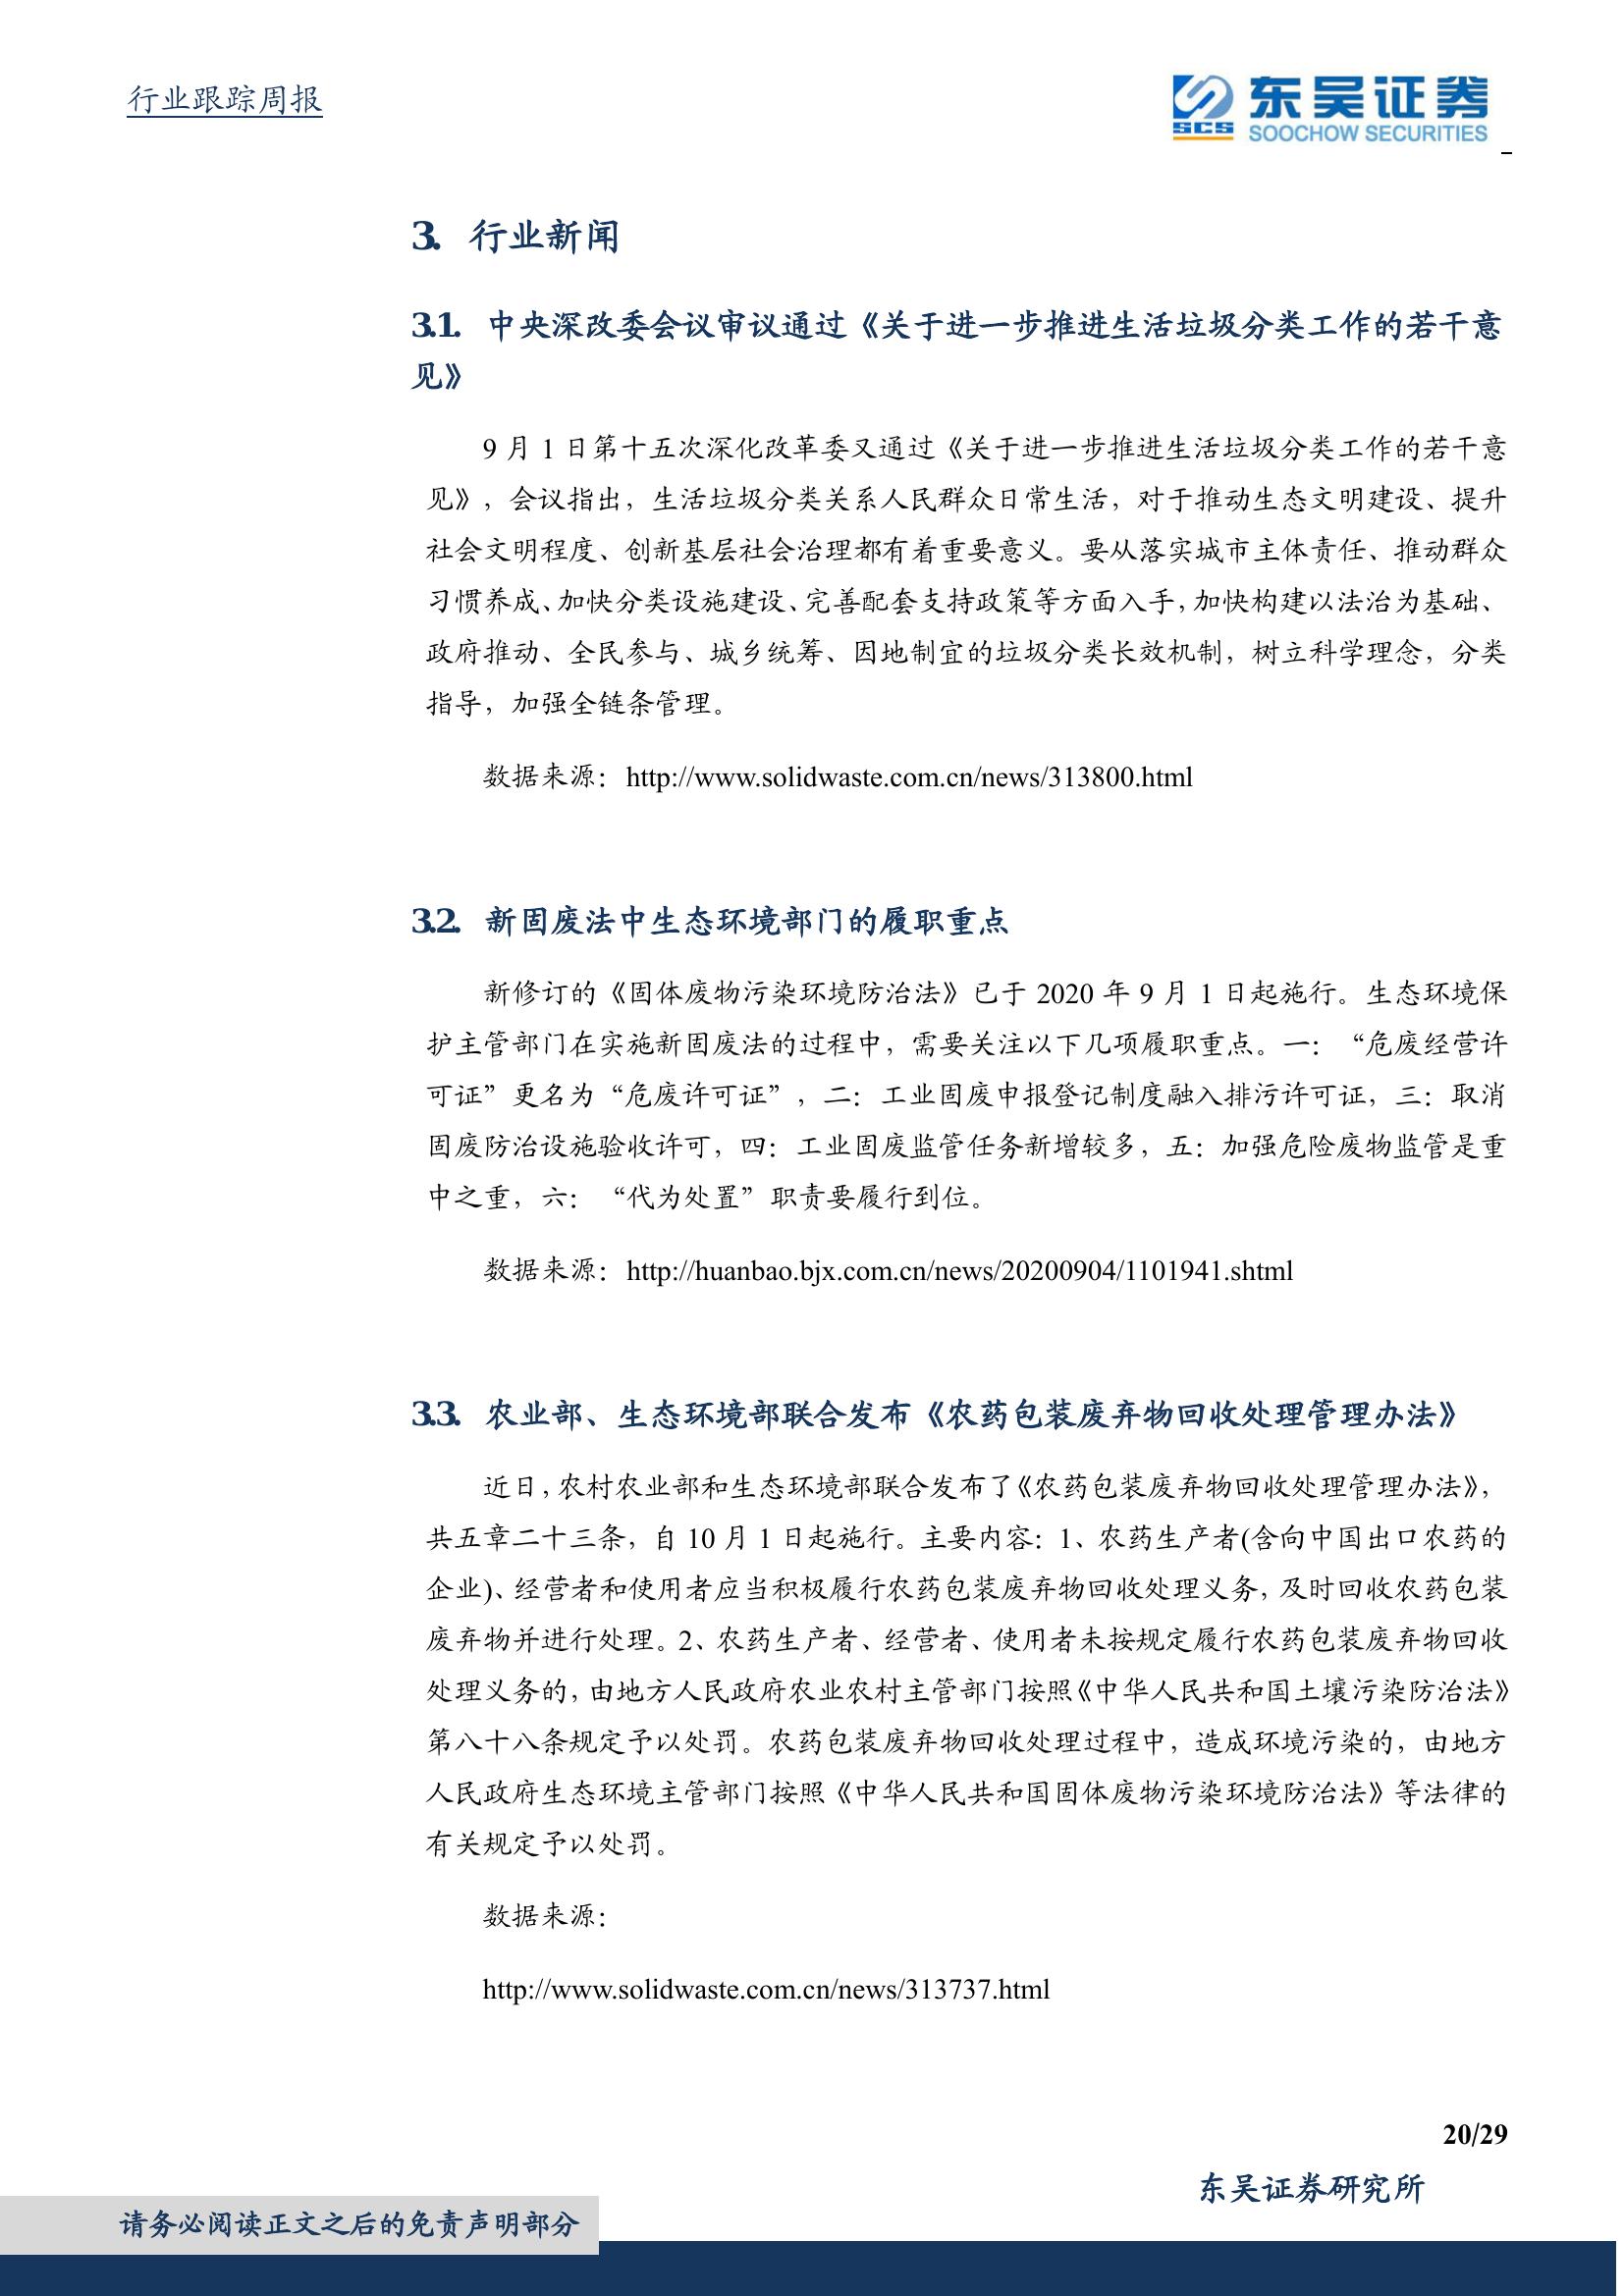 行业跟踪周报
SCS 东吴证券
SOOCHOW SECURITIES
3. 行业新闻
3.1. 中央深改委会议审议通过《关于进一步推进生活垃圾分类工作的若干意
见》
9 月 1 日第十五次深化改革委又通过《关于进一步推进生活垃圾分类工作的若干意
见》，会议指出，生活垃圾分类关系人民群众日常生活，对于推动生态文明建设、提升
社会文明程度、创新基层社会治理都有着重要意义。要从落实城市主体责任、推动群众
习惯养成、加快分类设施建设、完善配套支持政策等方面入手，加快构建以法治为基础、
政府推动、全民参与、城乡统筹、因地制宜的垃圾分类长效机制，树立科学理念，分类
指导，加强全链条管理。
数据来源：http://www.solidwaste.com.cn/news/313800.html
3.2. 新固废法中生态环境部门的履职重点
新修订的《固体废物污染环境防治法》已于 2020 年 9 月 1 日起施行。生态环境保
护主管部门在实施新固废法的过程中，需要关注以下几项履职重点。一：“危废经营许
可证”更名为“危废许可证”，二：工业固废申报登记制度融入排污许可证，三：取消
固废防治设施验收许可，四：工业固废监管任务新增较多，五：加强危险废物监管是重
中之重，六：“代为处置”职责要履行到位。
数据来源：http://huanbao.bjx.com.cn/news/20200904/1101941.shtml
3.3. 农业部、生态环境部联合发布《农药包装废弃物回收处理管理办法》
近日，农村农业部和生态环境部联合发布了《农药包装废弃物回收处理管理办法》，
共五章二十三条，自 10 月 1 日起施行。主要内容：1、农药生产者(含向中国出口农药的
企业)、经营者和使用者应当积极履行农药包装废弃物回收处理义务，及时回收农药包装
废弃物并进行处理。2、农药生产者、经营者、使用者未按规定履行农药包装废弃物回收
处理义务的，由地方人民政府农业农村主管部门按照《中华人民共和国土壤污染防治法》
第八十八条规定予以处罚。农药包装废弃物回收处理过程中，造成环境污染的，由地方
人民政府生态环境主管部门按照《中华人民共和国固体废物污染环境防治法》等法律的
有关规定予以处罚。
数据来源：
http://www.solidwaste.com.cn/news/313737.html
20/29
东吴证券研究所
请务必阅读正文之后的免责声明部分